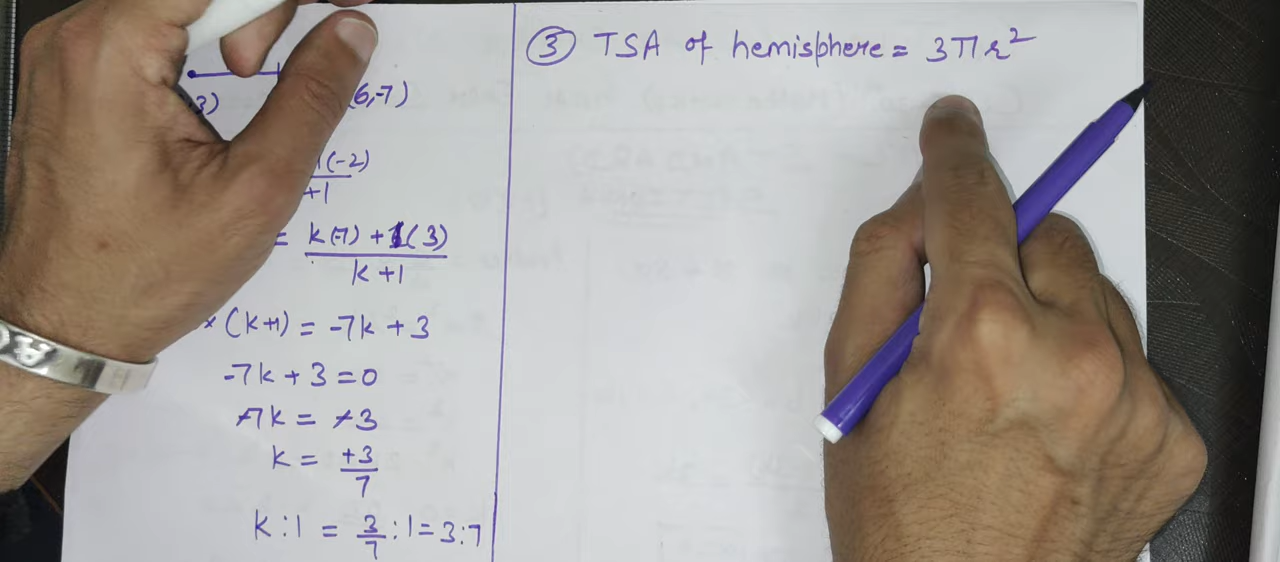 3)
(6,-7)
(-2)
+1
= k(-7) + 1(3)
k+1
(k+1) = -7k + 3
-7k + 3 = 0
-7k = -3
k = +3
7
k : 1 = 3/7 : 1 = 3:7
③ TSA of hemisphere = 3πr²